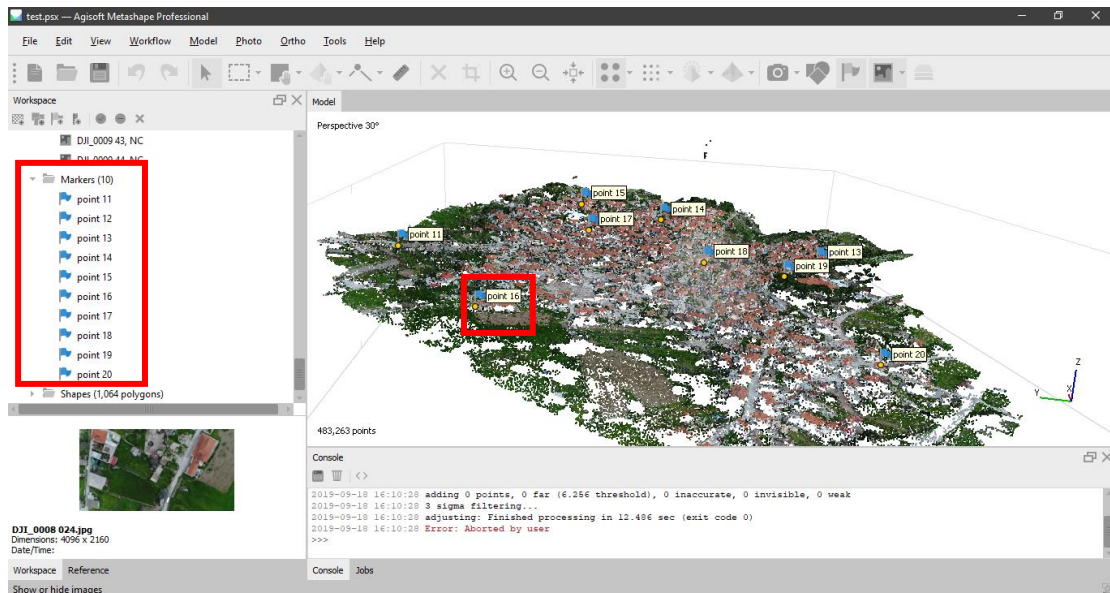 test.psx — Agisoft Metashape Professional
File Edit View Workflow Model Photo Ortho Tools Help
Workspace
DJI_0009 43, NC
DJI_0009 44, NC
Markers (10)
point 11
point 12
point 13
point 14
point 15
point 16
point 17
point 18
point 19
point 20
Shapes (1,064 polygons)
DJI_0008 024.jpg
Dimensions: 4096 x 2160
Date/Time:
Workspace Reference
Show or hide images
Model
Perspective 30°
point 15
point 14
point 17
point 11
point 18
point 13
point 19
point 16
point 20
Z
Y
X
483,263 points
Console
2019-09-18 16:10:28 adding 0 points, 0 far (6.256 threshold), 0 inaccurate, 0 invisible, 0 weak
2019-09-18 16:10:28 3 sigma filtering...
2019-09-18 16:10:28 adjusting: Finished processing in 12.486 sec (exit code 0)
2019-09-18 16:10:28 Error: Aborted by user
>>>
Console Jobs